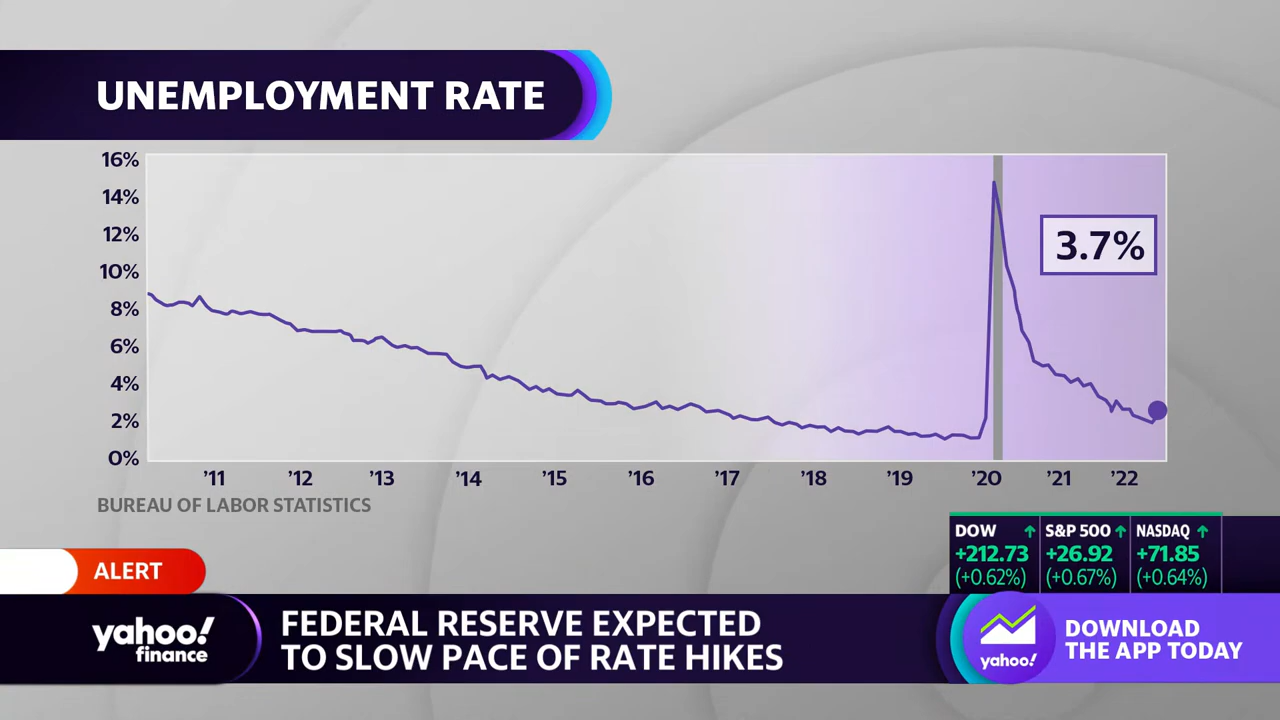 UNEMPLOYMENT RATE
16%
14%
12%
10%
8%
6%
4%
2%
0%
3.7%
’11 ’12 ’13 ’14 ’15 ’16 ’17 ’18 ’19 ’20 ’21 ’22
BUREAU OF LABOR STATISTICS
DOW S&P 500 NASDAQ
+212.73 +26.92 +71.85
(+0.62%) (+0.67%) (+0.64%)
ALERT
yahoo!
finance
FEDERAL RESERVE EXPECTED
TO SLOW PACE OF RATE HIKES
yahoo!
DOWNLOAD
THE APP TODAY